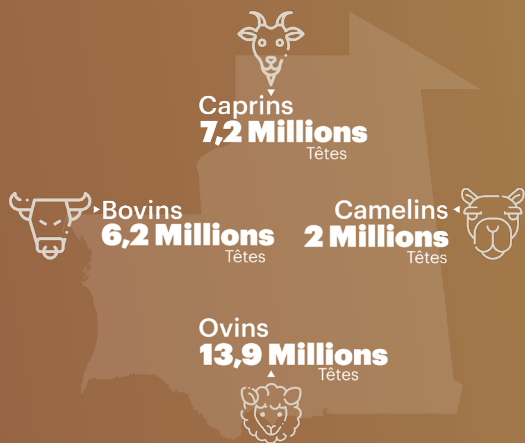 Caprins
7,2 Millions
Têtes
Bovins
6,2 Millions
Têtes
Camelins
2 Millions
Têtes
Ovins
13,9 Millions
Têtes